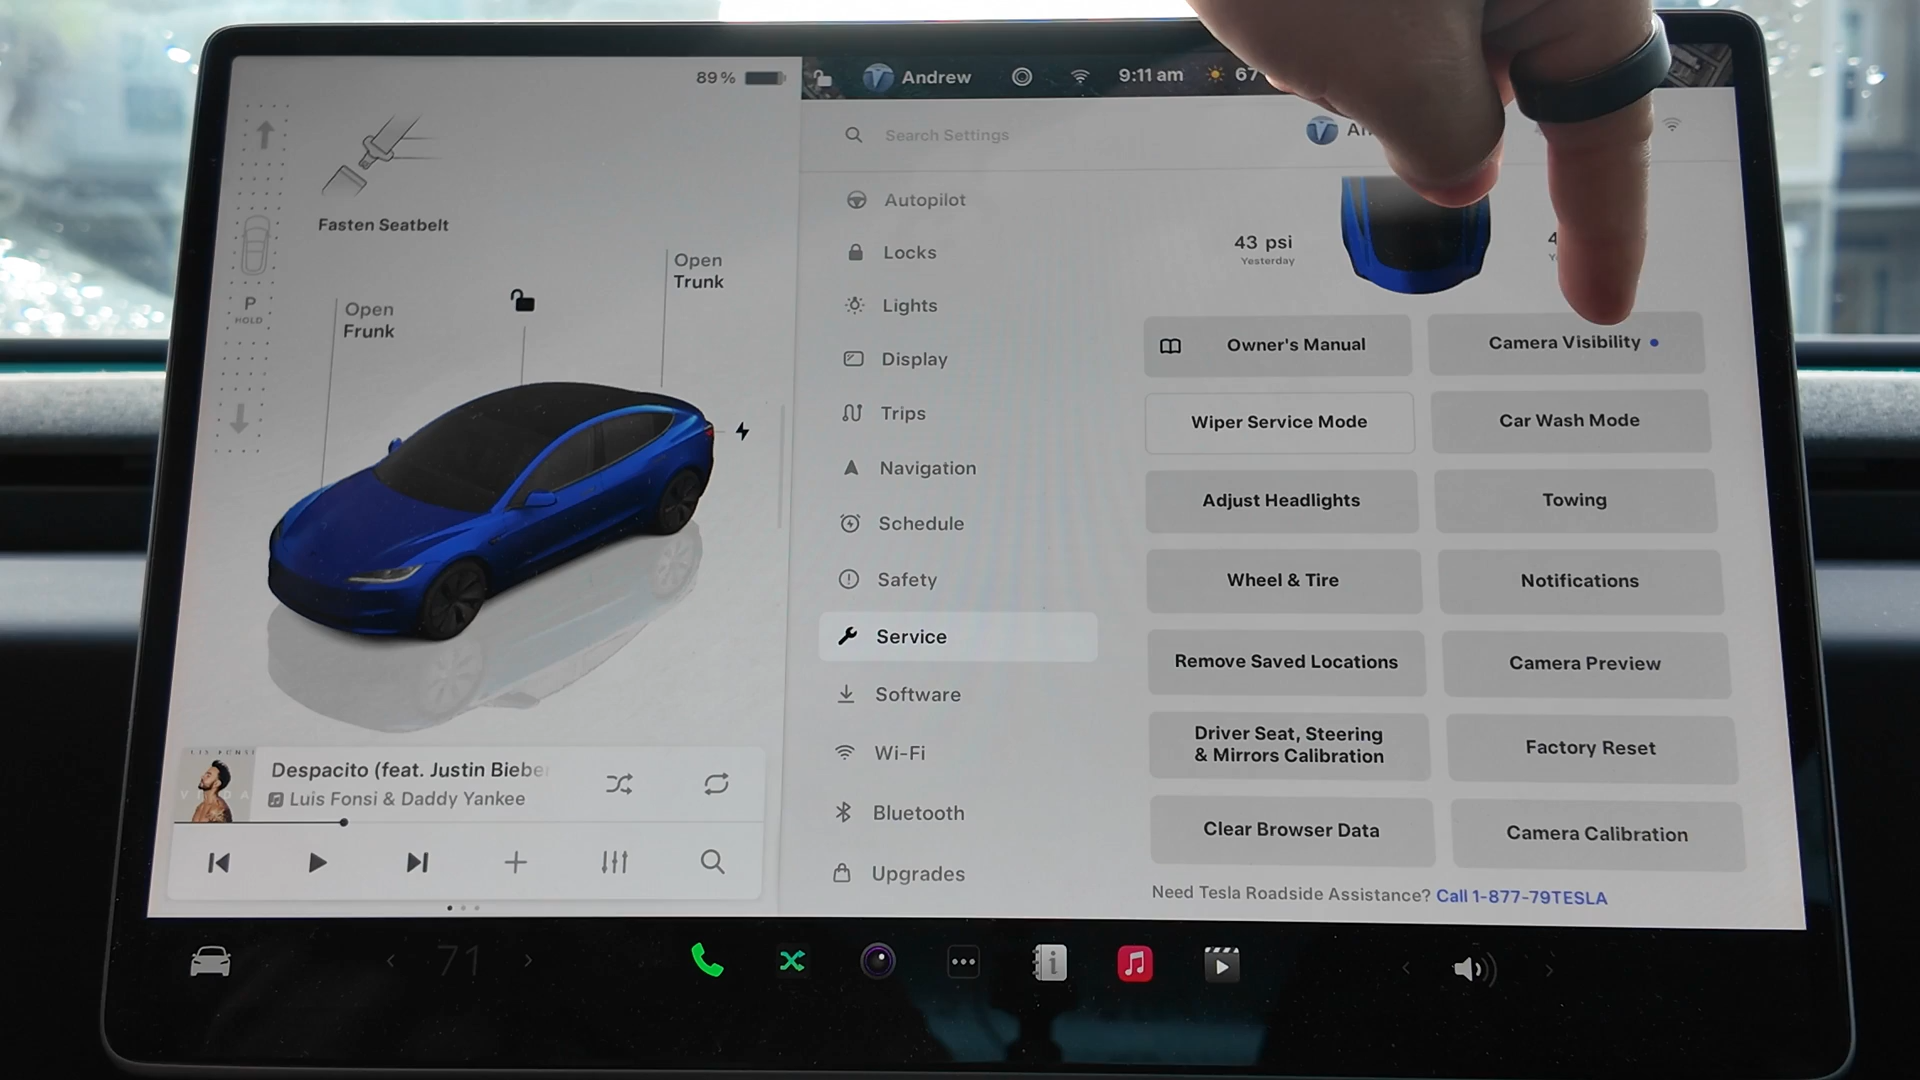 89 %
Andrew
9:11 am
67
Search Settings
Fasten Seatbelt
P
HOLD
Open
Frunk
Open
Trunk
Autopilot
Locks
Lights
Display
Trips
Navigation
Schedule
Safety
Service
Software
Wi-Fi
Bluetooth
Upgrades
43 psi
Yesterday
Owner's Manual
Camera Visibility
Wiper Service Mode
Car Wash Mode
Adjust Headlights
Towing
Wheel & Tire
Notifications
Remove Saved Locations
Camera Preview
Driver Seat, Steering
& Mirrors Calibration
Factory Reset
Clear Browser Data
Camera Calibration
Need Tesla Roadside Assistance? Call 1-877-79TESLA
Despacito (feat. Justin Bieber
Luis Fonsi & Daddy Yankee
71